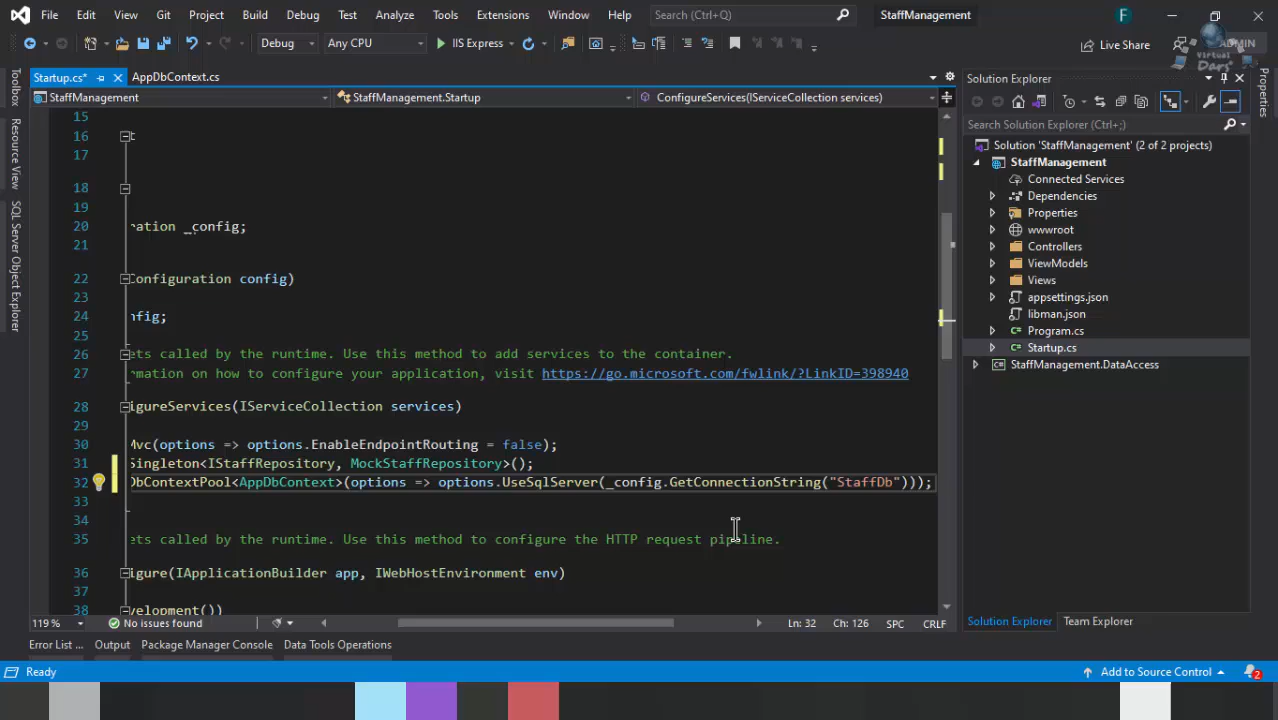 File Edit View Git Project Build Debug Test Analyze Tools Extensions Window Help Search (Ctrl+Q) StaffManagement F
Debug Any CPU IIS Express Live Share ADMIN
Virtual Dars
Startup.cs* AppDbContext.cs
StaffManagement StaffManagement.Startup ConfigureServices(IServiceCollection services)
Toolbox
Resource View
SQL Server Object Explorer
15
16 t
17
18
19
20 ration _config;
21
22 Configuration config)
23
24 nfig;
25
26 ets called by the runtime. Use this method to add services to the container.
27 rmation on how to configure your application, visit https://go.microsoft.com/fwlink/?LinkID=398940
28 igureServices(IServiceCollection services)
29
30 Mvc(options => options.EnableEndpointRouting = false);
31 Singleton<IStaffRepository, MockStaffRepository>();
32 DbContextPool<AppDbContext>(options => options.UseSqlServer(_config.GetConnectionString("StaffDb")));
33
34
35 ets called by the runtime. Use this method to configure the HTTP request pipeline.
36 igure(IApplicationBuilder app, IWebHostEnvironment env)
37
38 velopment())
119 % No issues found Ln: 32 Ch: 126 SPC CRLF
Error List ... Output Package Manager Console Data Tools Operations
Solution Explorer
Search Solution Explorer (Ctrl+;)
Solution 'StaffManagement' (2 of 2 projects)
StaffManagement
Connected Services
Dependencies
Properties
wwwroot
Controllers
ViewModels
Views
appsettings.json
libman.json
Program.cs
Startup.cs
StaffManagement.DataAccess
Solution Explorer Team Explorer
Properties
Ready Add to Source Control 2